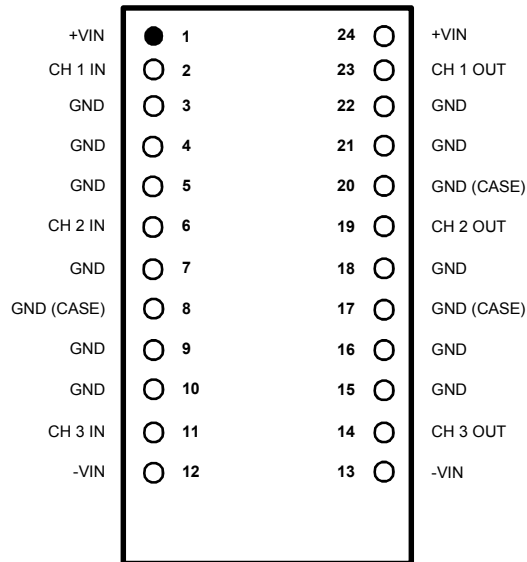 +VIN 1 24 +VIN
CH 1 IN 2 23 CH 1 OUT
GND 3 22 GND
GND 4 21 GND
GND 5 20 GND (CASE)
CH 2 IN 6 19 CH 2 OUT
GND 7 18 GND
GND (CASE) 8 17 GND (CASE)
GND 9 16 GND
GND 10 15 GND
CH 3 IN 11 14 CH 3 OUT
-VIN 12 13 -VIN